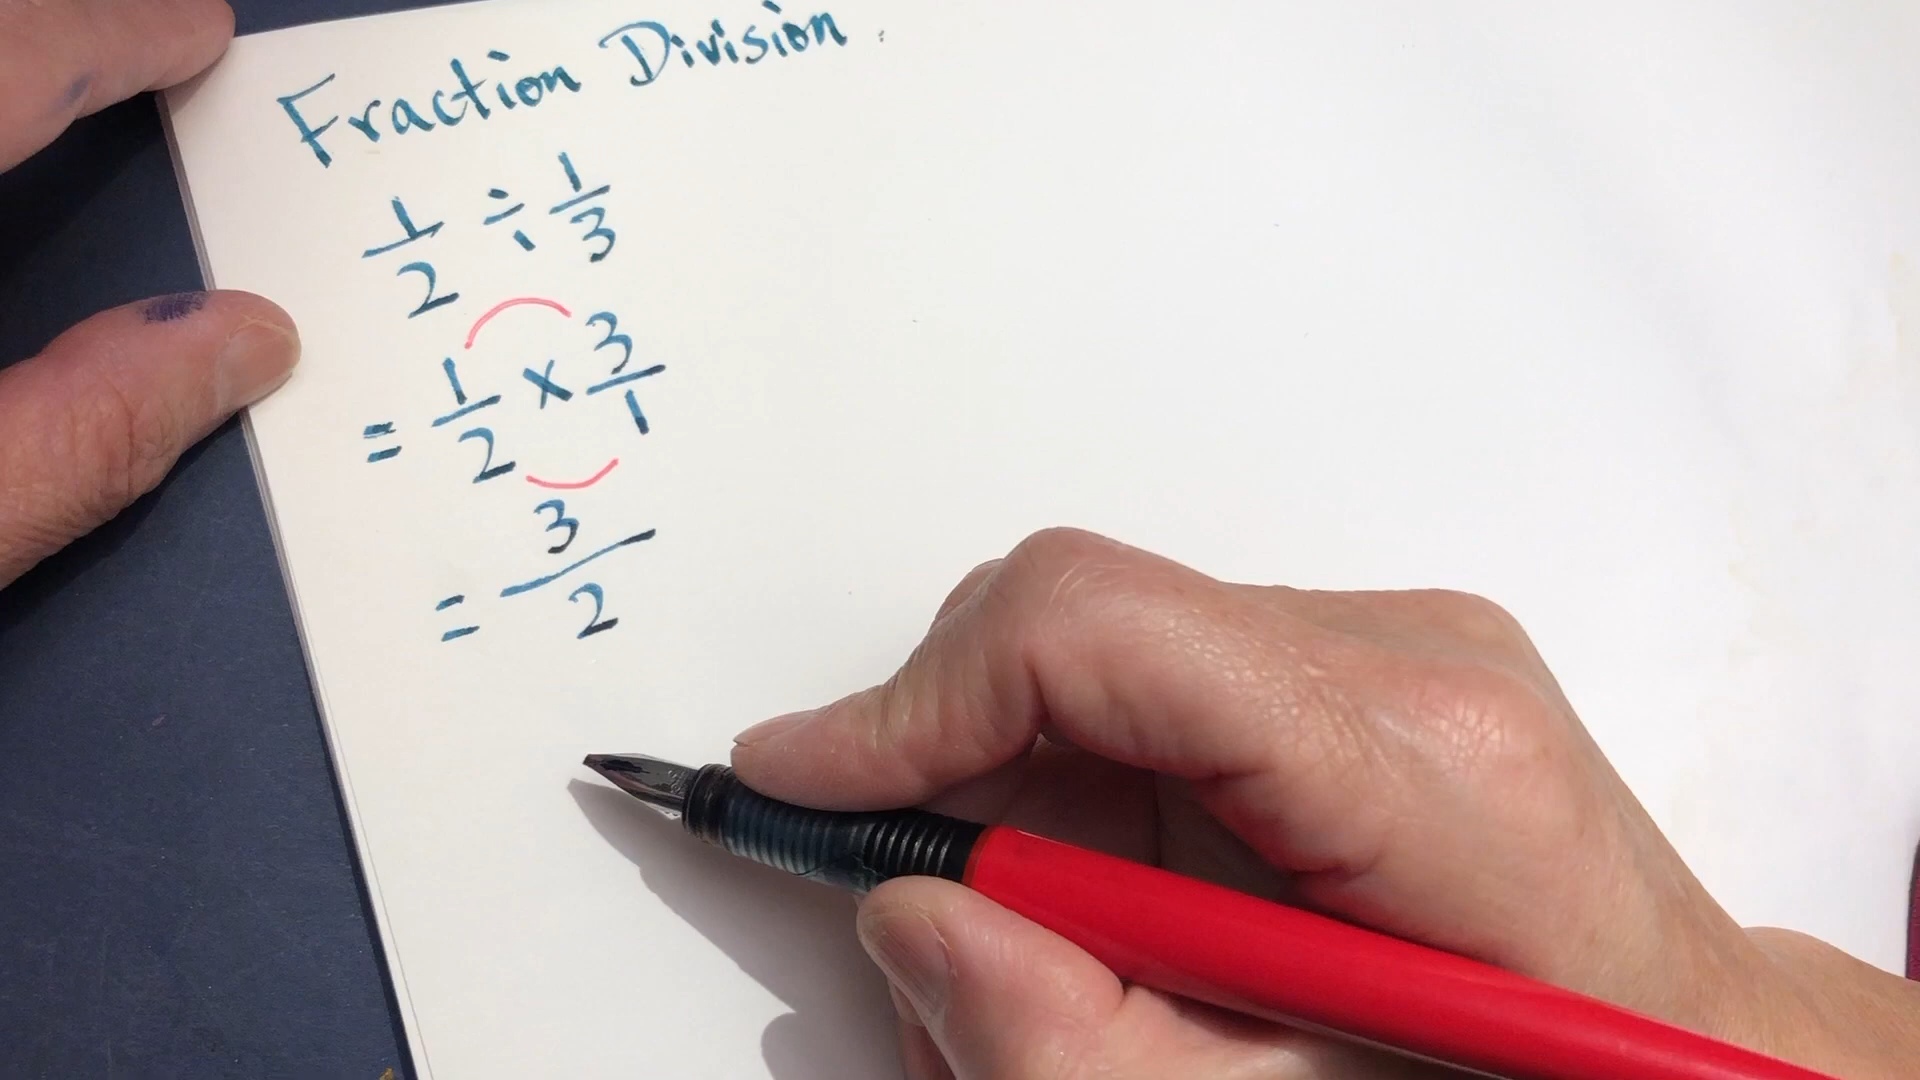 Fraction Division
1/2 ÷ 1/3
= 1/2 × 3/1
= 3/2